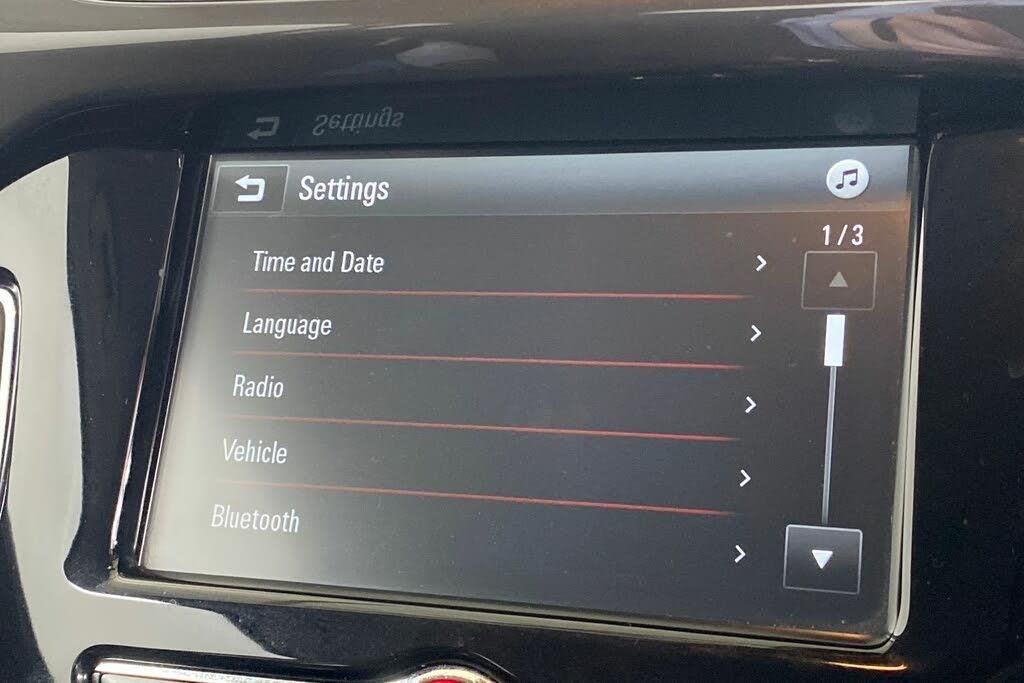 Settings
1/3
Time and Date
Language
Radio
Vehicle
Bluetooth